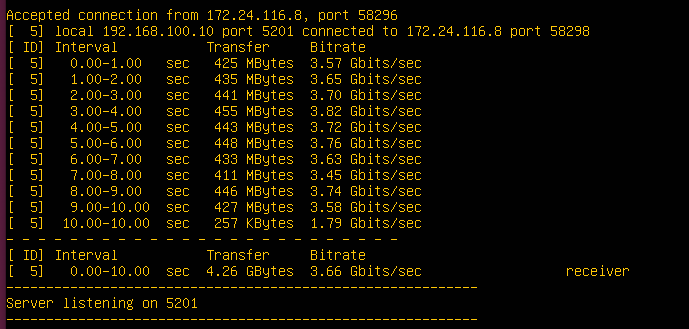 Accepted connection from 172.24.116.8, port 58296
[  5] local 192.168.100.10 port 5201 connected to 172.24.116.8 port 58298
[ ID] Interval           Transfer     Bitrate
[  5]   0.00-1.00   sec   425 MBytes  3.57 Gbits/sec
[  5]   1.00-2.00   sec   435 MBytes  3.65 Gbits/sec
[  5]   2.00-3.00   sec   441 MBytes  3.70 Gbits/sec
[  5]   3.00-4.00   sec   455 MBytes  3.82 Gbits/sec
[  5]   4.00-5.00   sec   443 MBytes  3.72 Gbits/sec
[  5]   5.00-6.00   sec   448 MBytes  3.76 Gbits/sec
[  5]   6.00-7.00   sec   433 MBytes  3.63 Gbits/sec
[  5]   7.00-8.00   sec   411 MBytes  3.45 Gbits/sec
[  5]   8.00-9.00   sec   446 MBytes  3.74 Gbits/sec
[  5]   9.00-10.00  sec   427 MBytes  3.58 Gbits/sec
[  5]  10.00-10.00  sec   257 KBytes  1.79 Gbits/sec
- - - - - - - - - - - - - - - - - - - - - - - - -
[ ID] Interval           Transfer     Bitrate
[  5]   0.00-10.00  sec  4.26 GBytes  3.66 Gbits/sec                  receiver
-----------------------------------------------------------
Server listening on 5201
-----------------------------------------------------------